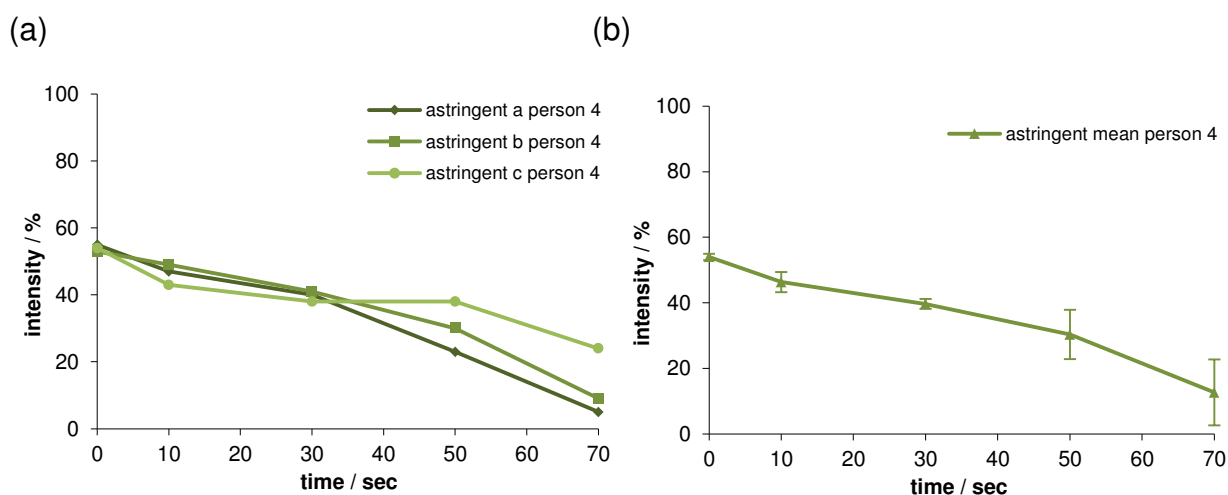 (a)
(b)
100
80
60
40
20
0
intensity / %
astringent a person 4
astringent b person 4
astringent c person 4
0 10 20 30 40 50 60 70
time / sec
100
80
60
40
20
0
intensity / %
astringent mean person 4
0 10 20 30 40 50 60 70
time / sec